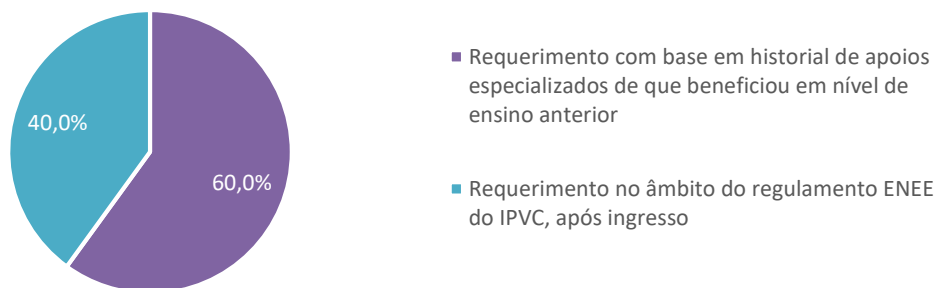 40,0%
60,0%
Requerimento com base em historial de apoios
especializados de que beneficiou em nível de
ensino anterior
Requerimento no âmbito do regulamento ENEE
do IPVC, após ingresso